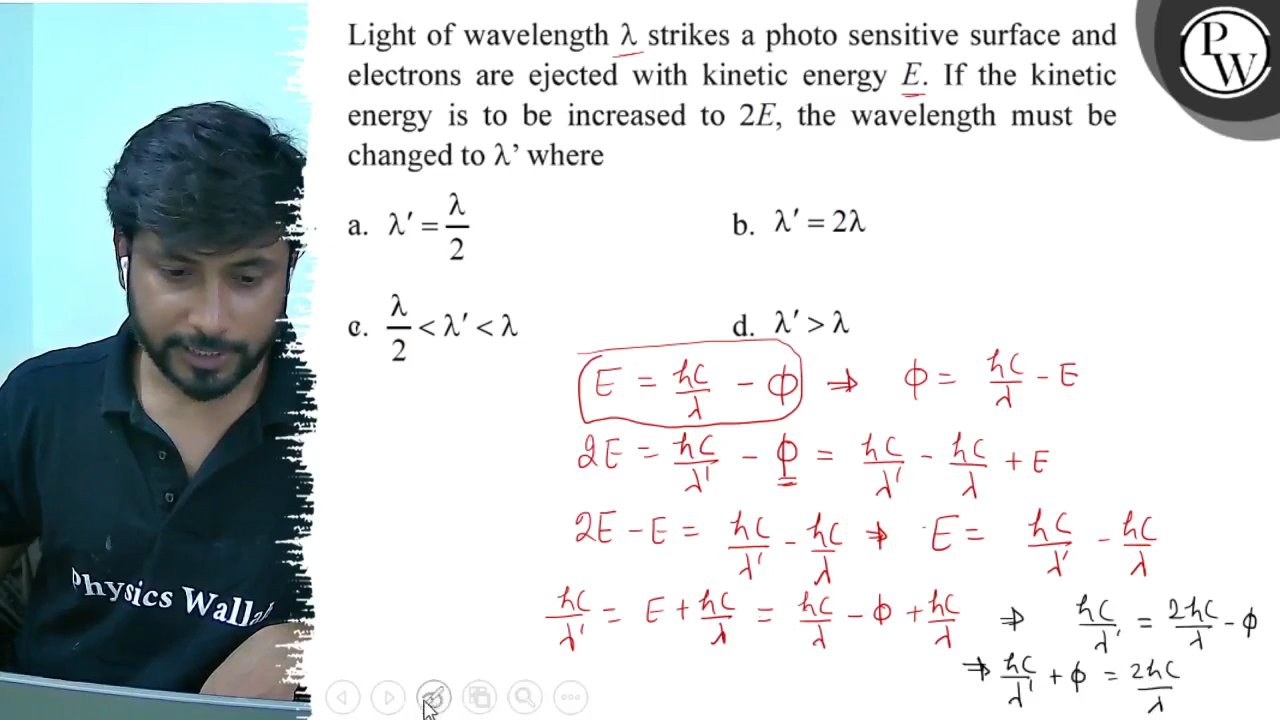 Light of wavelength λ strikes a photo sensitive surface and
electrons are ejected with kinetic energy E. If the kinetic
energy is to be increased to 2E, the wavelength must be
changed to λ’ where
a. λ′ = λ/2
b. λ′ = 2λ
c. λ/2 < λ′ < λ
d. λ′ > λ
E = hc/λ − ϕ ⇒ ϕ = hc/λ − E
2E = hc/λ' − ϕ = hc/λ' − hc/λ + E
2E − E = hc/λ' − hc/λ ⇒ E = hc/λ' − hc/λ
hc/λ' = E + hc/λ = hc/λ − ϕ + hc/λ ⇒ hc/λ' = 2hc/λ − ϕ
⇒ hc/λ' + ϕ = 2hc/λ
PW
Physics Walla